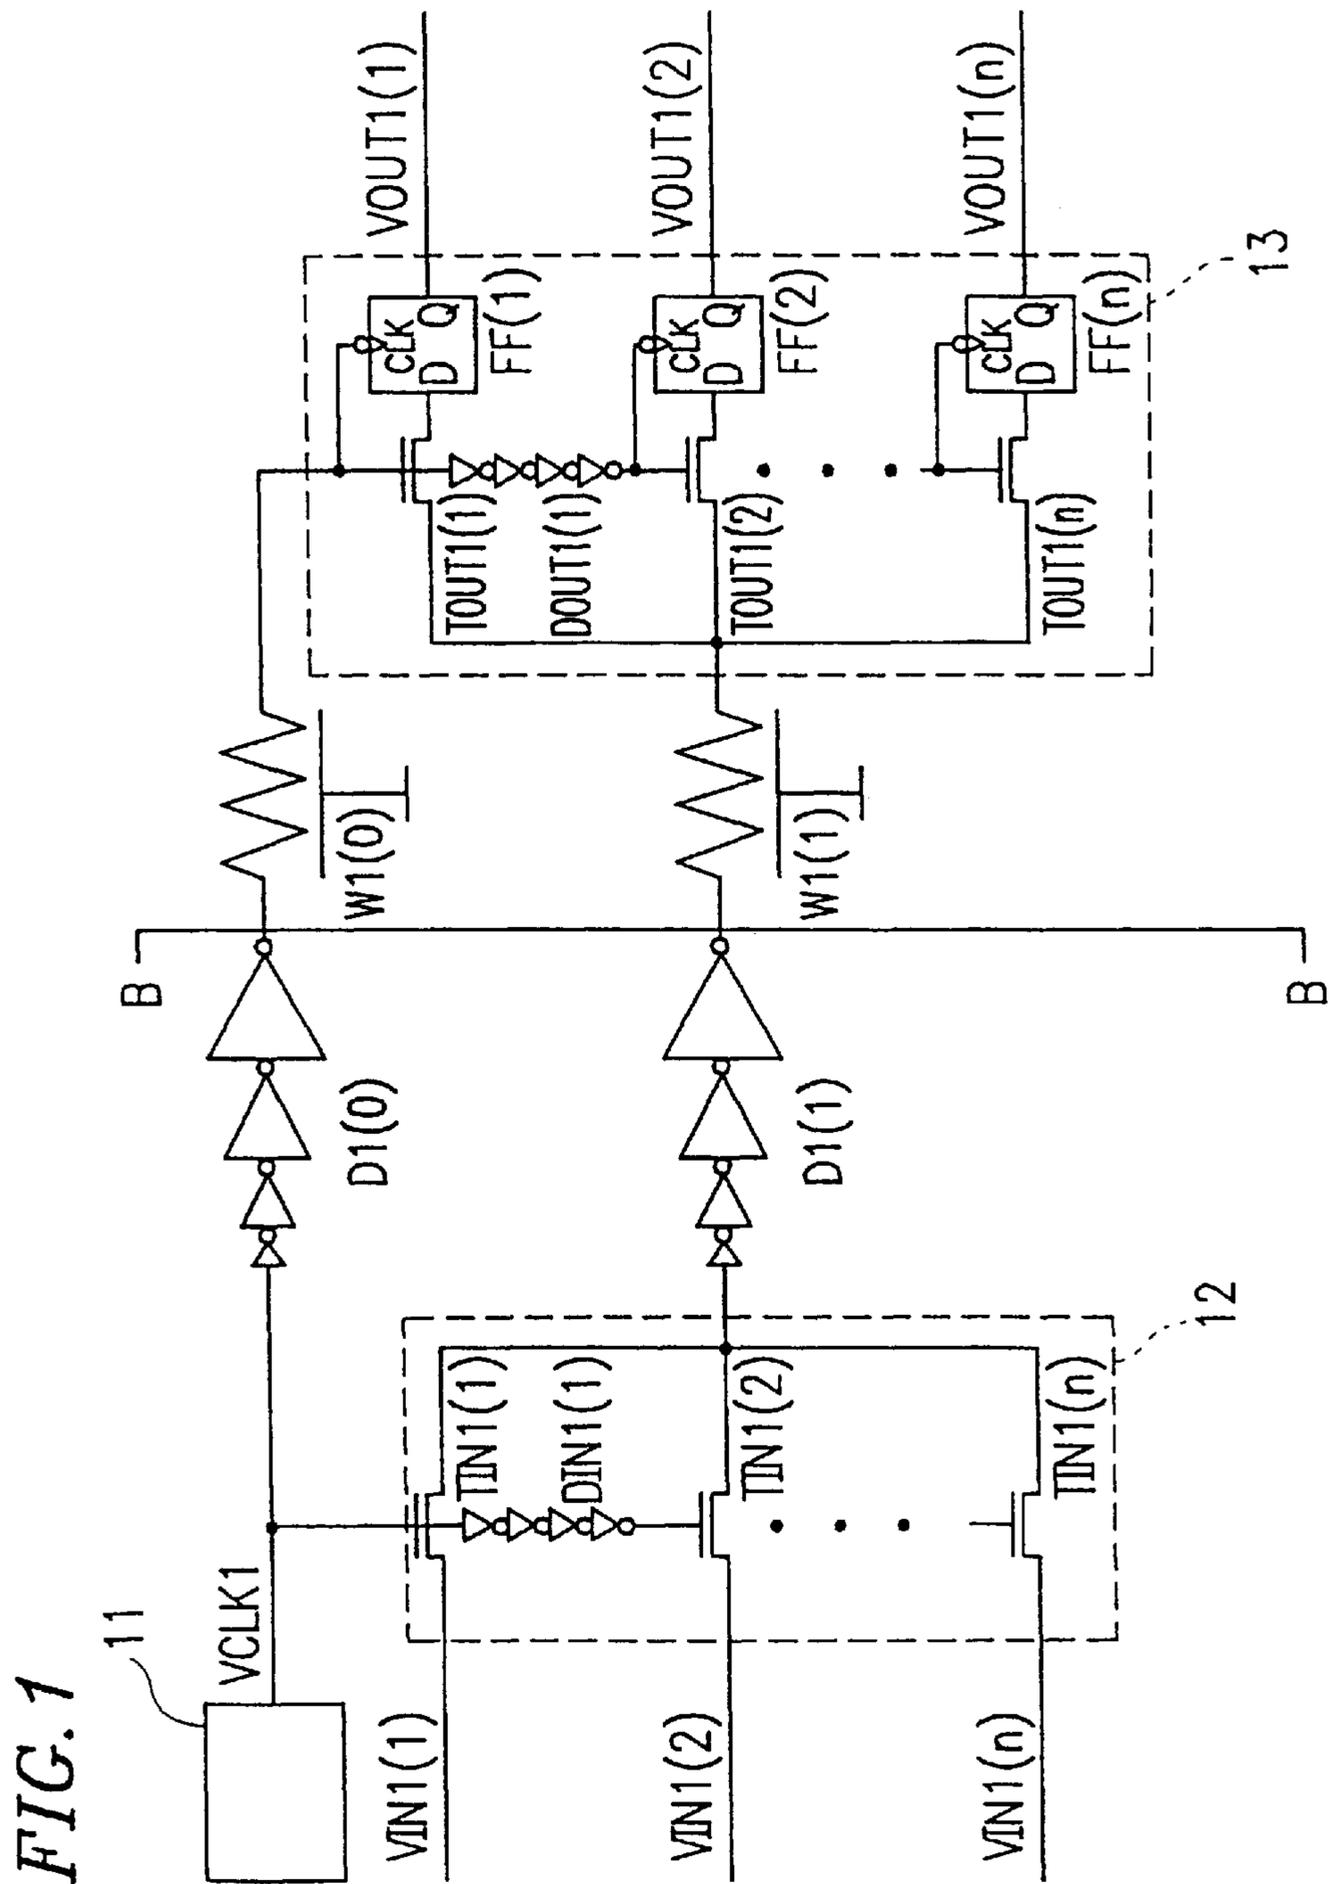 FIG. 1
11
VCLK1
D1(0)
B
W1(0)
VIN1(1)
TIN1(1)
DIN1(1)
VIN1(2)
TIN1(2)
VIN1(n)
TIN1(n)
12
D1(1)
W1(1)
B
TOUT1(1)
CLK
D Q
FF(1)
VOUT1(1)
DOUT1(1)
TOUT1(2)
CLK
D Q
FF(2)
VOUT1(2)
TOUT1(n)
CLK
D Q
FF(n)
VOUT1(n)
13